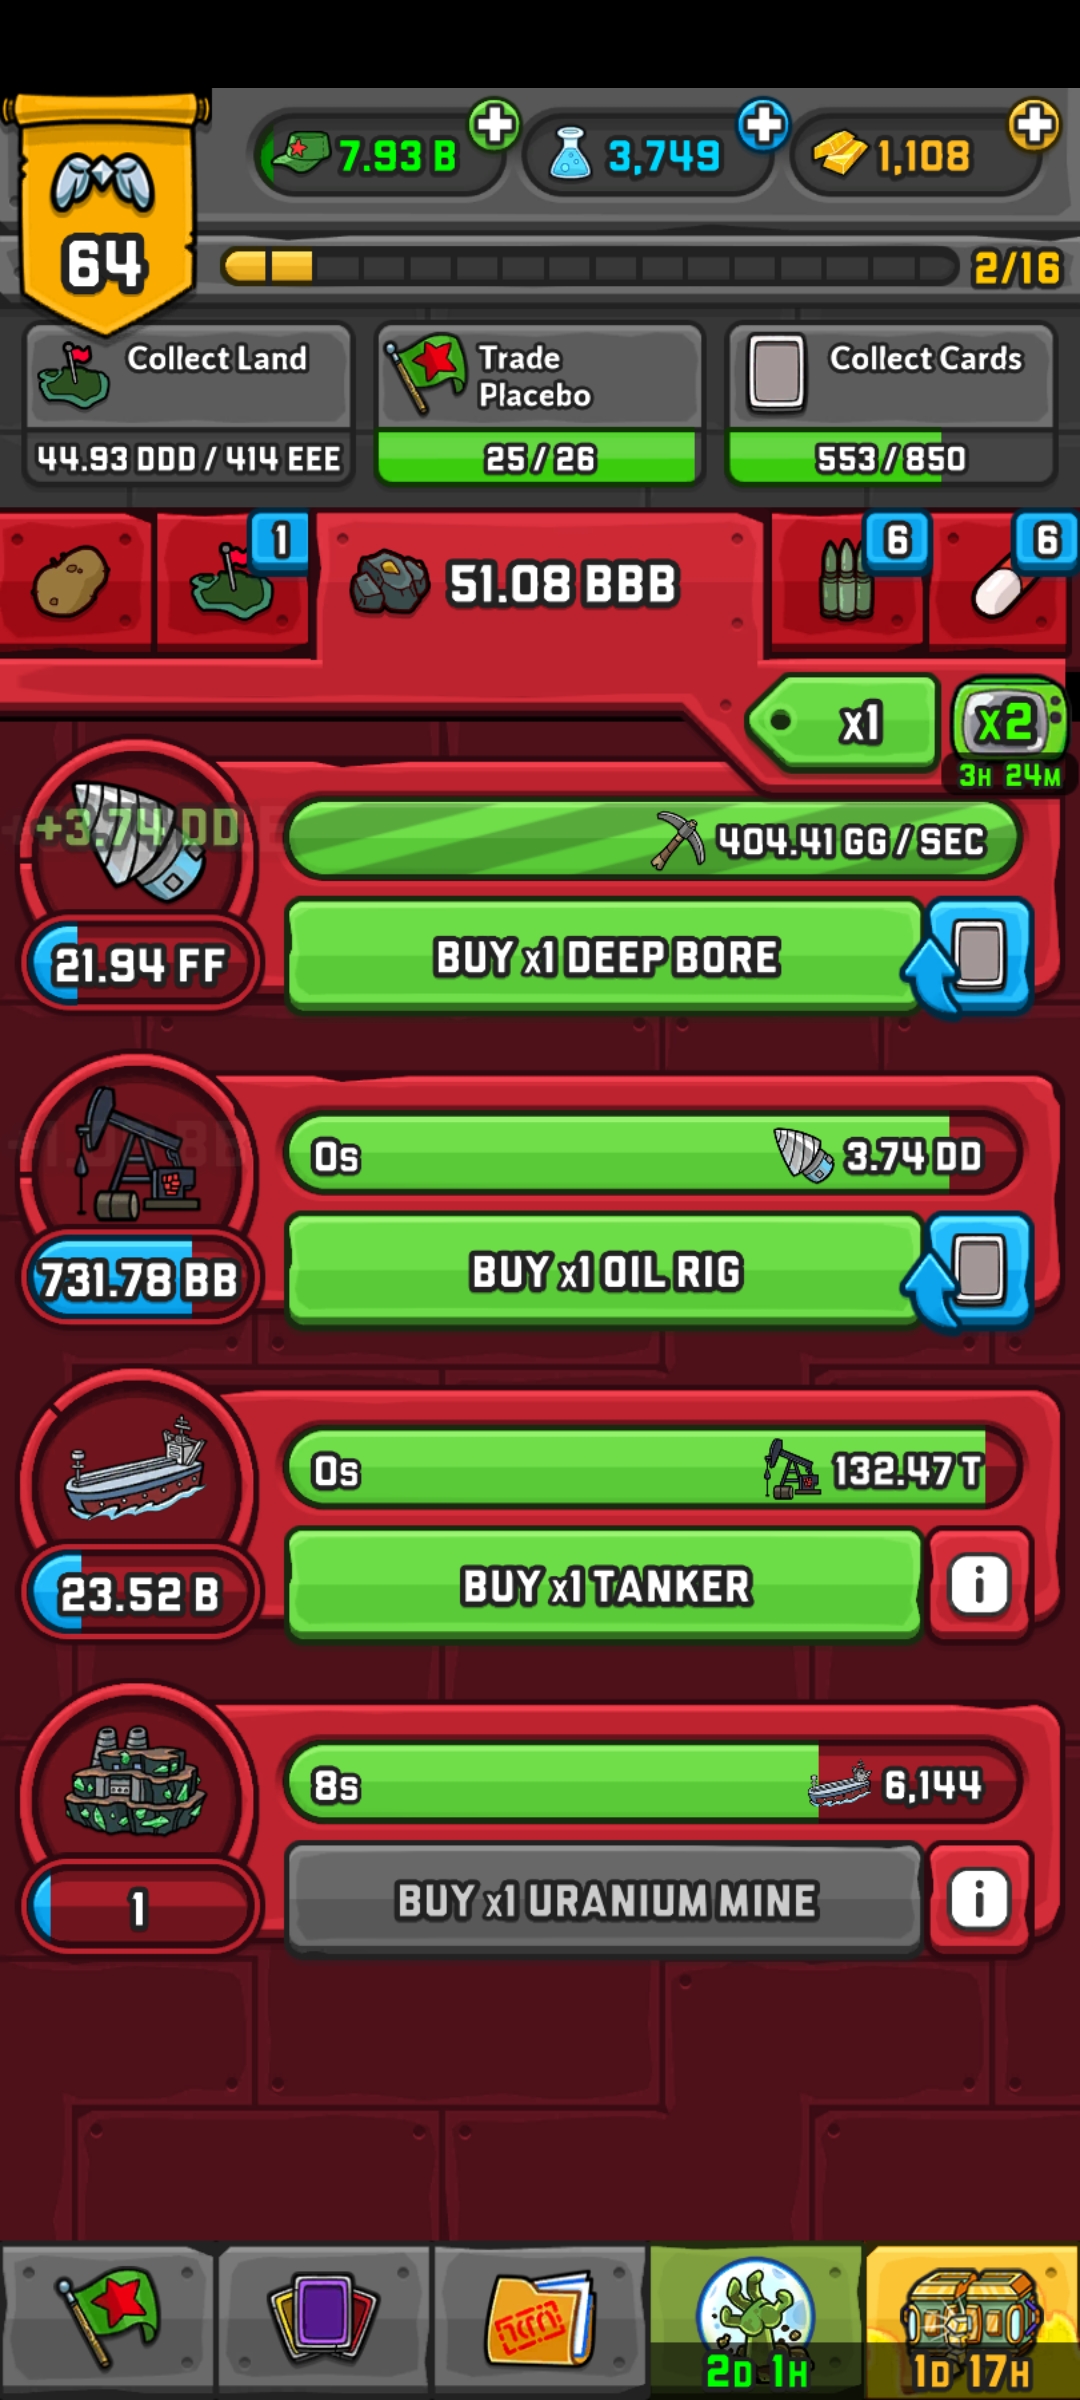 7.93 B
3,749
1,108
64
2/16
Collect Land
44.93 DDD / 414 EEE
Trade
Placebo
25 / 26
Collect Cards
553 / 850
1
51.08 BBB
6
6
x1
x2
3H 24M
+3.74 DD
404.41 GG / SEC
21.94 FF
BUY x1 DEEP BORE
0s
3.74 DD
731.78 BB
BUY x1 OIL RIG
0s
132.47 T
23.52 B
BUY x1 TANKER
i
8s
6,144
1
BUY x1 URANIUM MINE
i
2D 1H
1D 17H